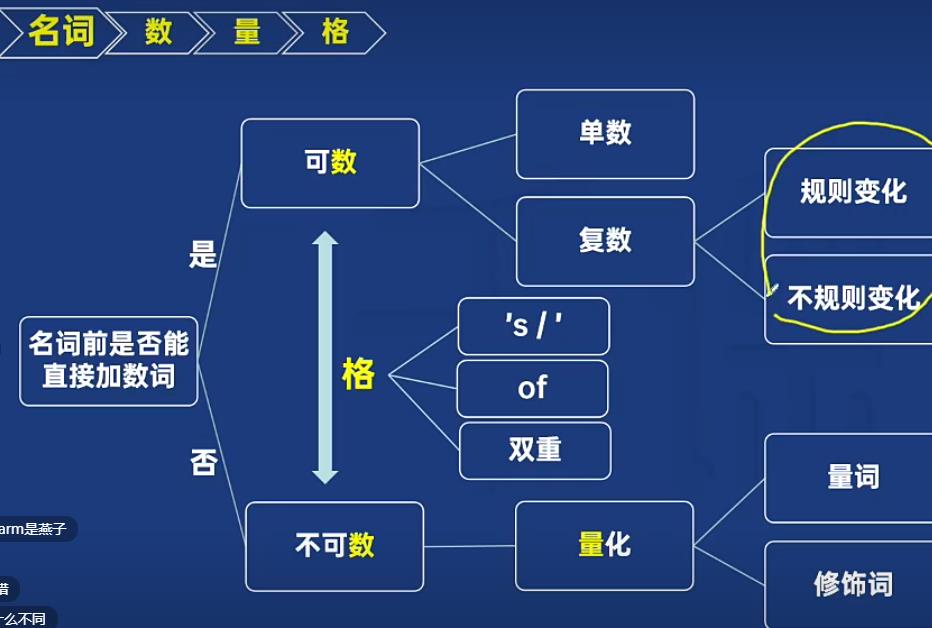 名词
数
量
格
可数
单数
复数
规则变化
不规则变化
是
名词前是否能
直接加数词
格
's / '
of
双重
否
不可数
量化
量词
修饰词
arm是燕子
什么不同